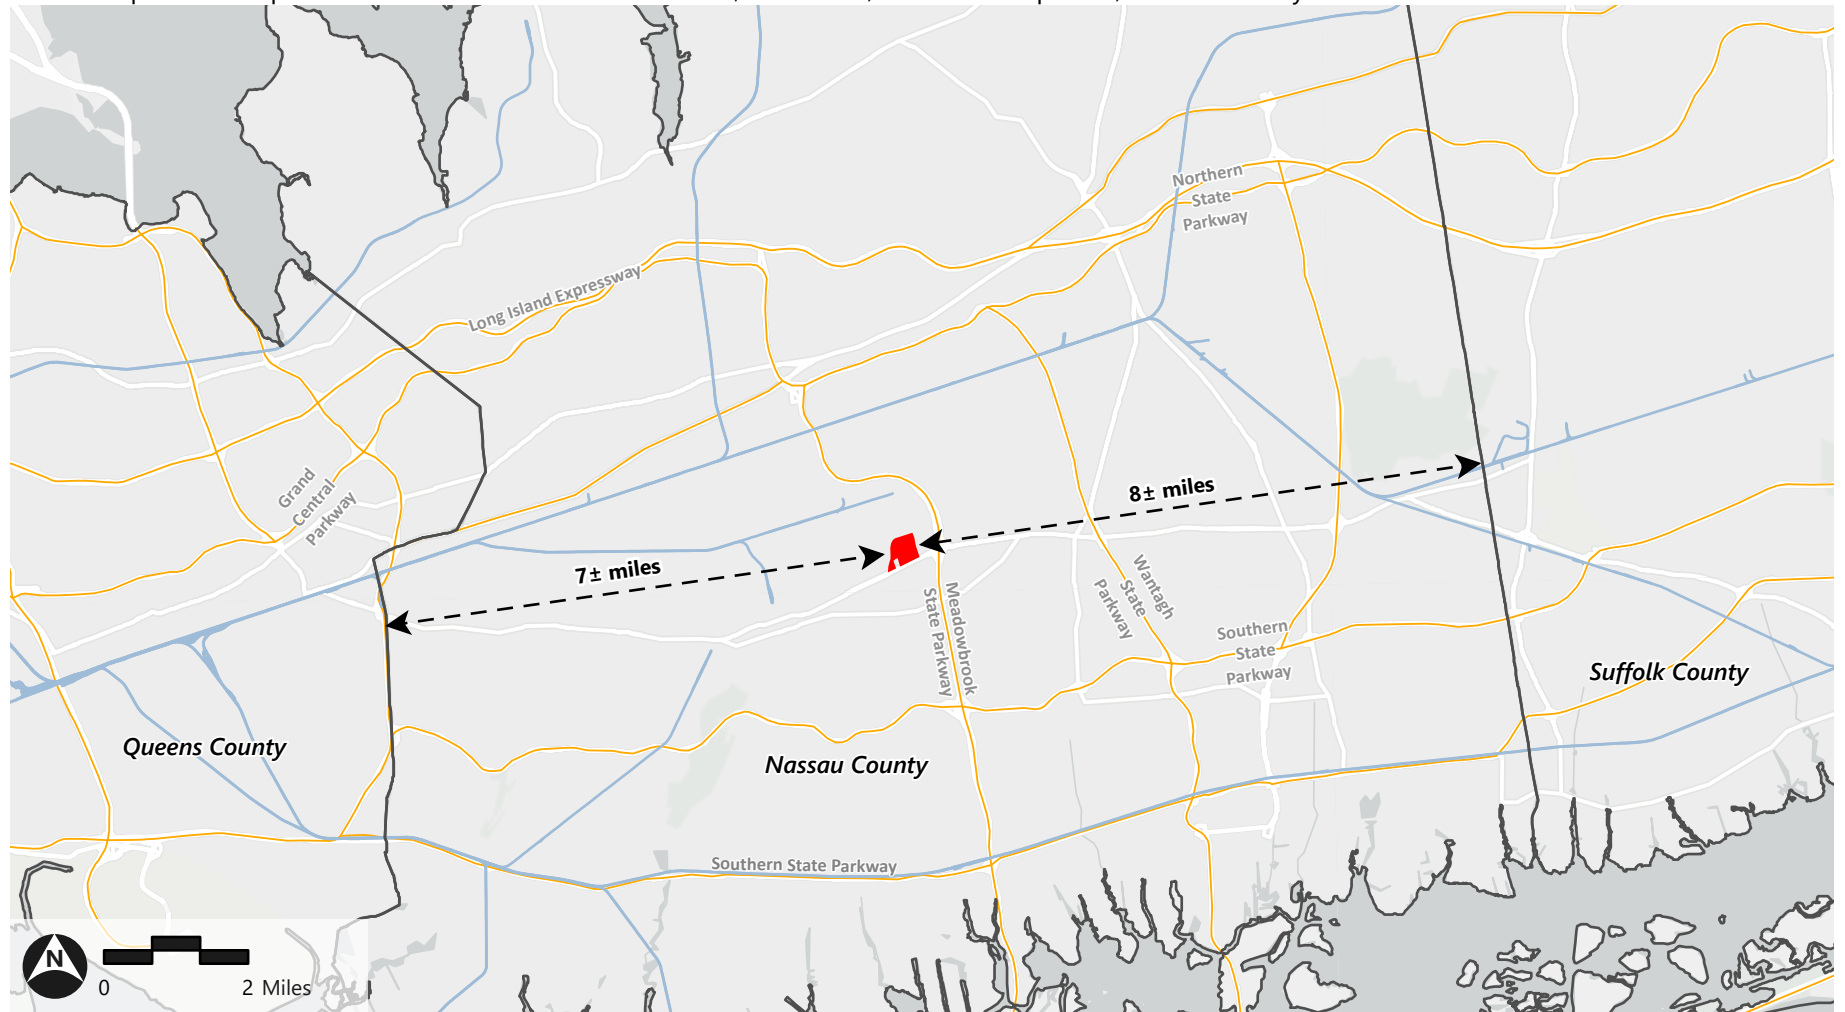 Northern
State
Parkway
Long Island Expressway
Grand
Central
Parkway
8± miles
7± miles
Meadowbrook
State Parkway
Wantagh
State
Parkway
Southern
State
Parkway
Suffolk County
Queens County
Nassau County
Southern State Parkway
N
0
2 Miles